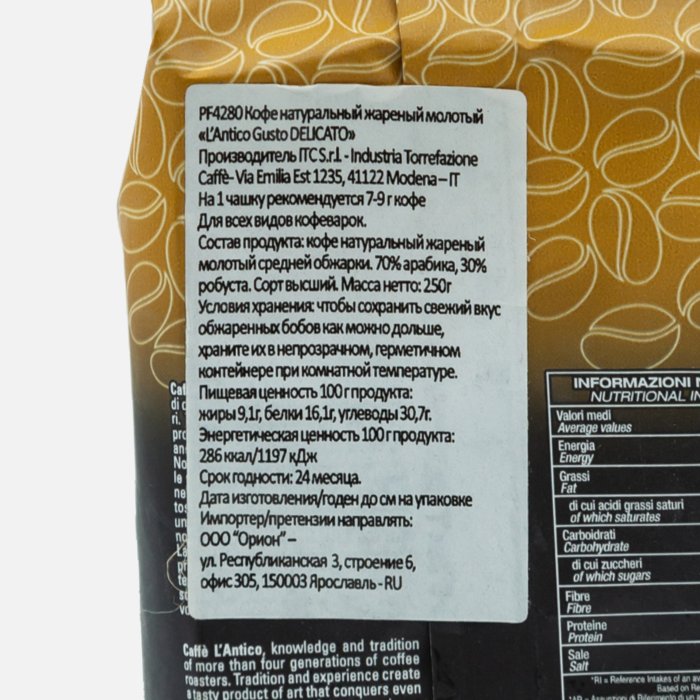 PF4280 Кофе натуральный жареный молотый
«L'Antico Gusto DELICATO»
Производитель ITC S.r.l. - Industria Torrefazione
Caffè- Via Emilia Est 1235, 41122 Modena – IT
На 1 чашку рекомендуется 7-9 г кофе
Для всех видов кофеварок.
Состав продукта: кофе натуральный жареный
молотый средней обжарки. 70% арабика, 30%
робуста. Сорт высший. Масса нетто: 250г
Условия хранения: чтобы сохранить свежий вкус
обжаренных бобов как можно дольше,
храните их в непрозрачном, герметичном
контейнере при комнатной температуре.
Пищевая ценность 100 г продукта:
жиры 9,1г, белки 16,1г, углеводы 30,7г.
Энергетическая ценность 100 г продукта:
286 ккал/1197 кДж
Срок годности: 24 месяца.
Дата изготовления/годен до см на упаковке
Импортер/претензии направлять:
ООО "Орион" –
ул. Республиканская 3, строение 6,
офис 305, 150003 Ярославль - RU
Caffè L'Antico, knowledge and tradition
of more than four generations of coffee
roasters. Tradition and experience create
a tasty product of art that conquers even
INFORMAZIONI
NUTRITIONAL
Valori medi
Average values
Energia
Energy
Grassi
Fat
di cui acidi grassi saturi
of which saturates
Carboidrati
Carbohydrate
di cui zuccheri
of which sugars
Fibre
Fibre
Proteine
Protein
Sale
Salt
*RI = Reference Intakes of an
Based on